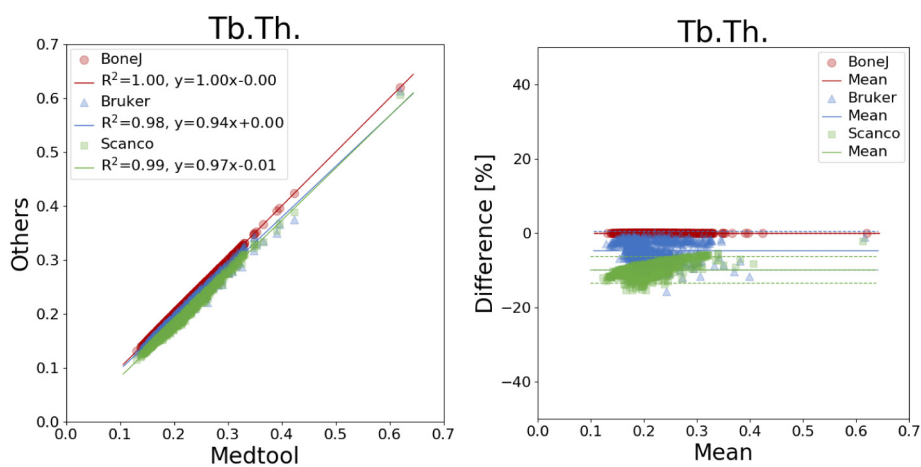 Tb.Th.
0.7
0.6
0.5
0.4
0.3
0.2
0.1
0.0
Others
BoneJ
R²=1.00, y=1.00x-0.00
Bruker
R²=0.98, y=0.94x+0.00
Scanco
R²=0.99, y=0.97x-0.01
0.0 0.1 0.2 0.3 0.4 0.5 0.6 0.7
Medtool
Tb.Th.
40
20
0
−20
−40
Difference [%]
BoneJ
Mean
Bruker
Mean
Scanco
Mean
0.0 0.1 0.2 0.3 0.4 0.5 0.6 0.7
Mean